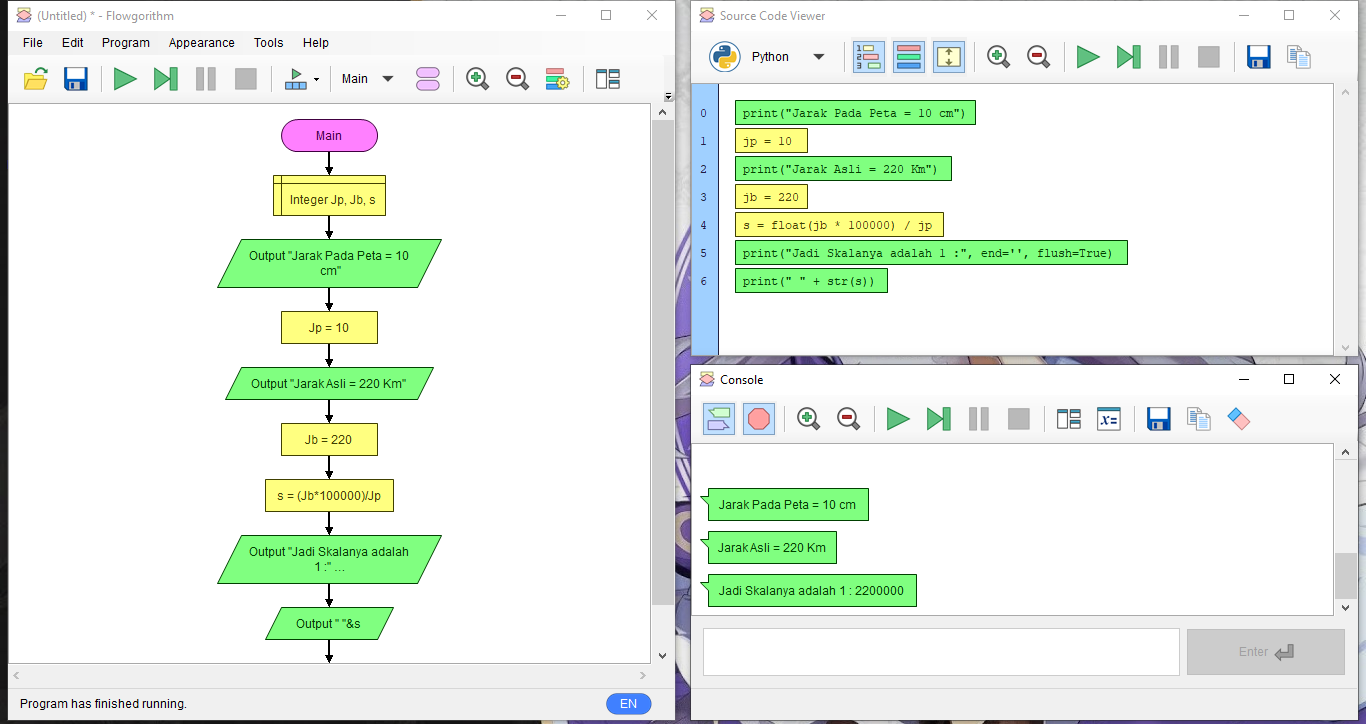 (Untitled) * - Flowgorithm
File Edit Program Appearance Tools Help
Main
Main
Integer Jp, Jb, s
Output "Jarak Pada Peta = 10
cm"
Jp = 10
Output "Jarak Asli = 220 Km"
Jb = 220
s = (Jb*100000)/Jp
Output "Jadi Skalanya adalah
1 :" ...
Output " "&s
Program has finished running.
EN
Source Code Viewer
Python
1
2
3
0 print("Jarak Pada Peta = 10 cm")
1 jp = 10
2 print("Jarak Asli = 220 Km")
3 jb = 220
4 s = float(jb * 100000) / jp
5 print("Jadi Skalanya adalah 1 :", end='', flush=True)
6 print(" " + str(s))
Console
x=
Jarak Pada Peta = 10 cm
Jarak Asli = 220 Km
Jadi Skalanya adalah 1 : 2200000
Enter